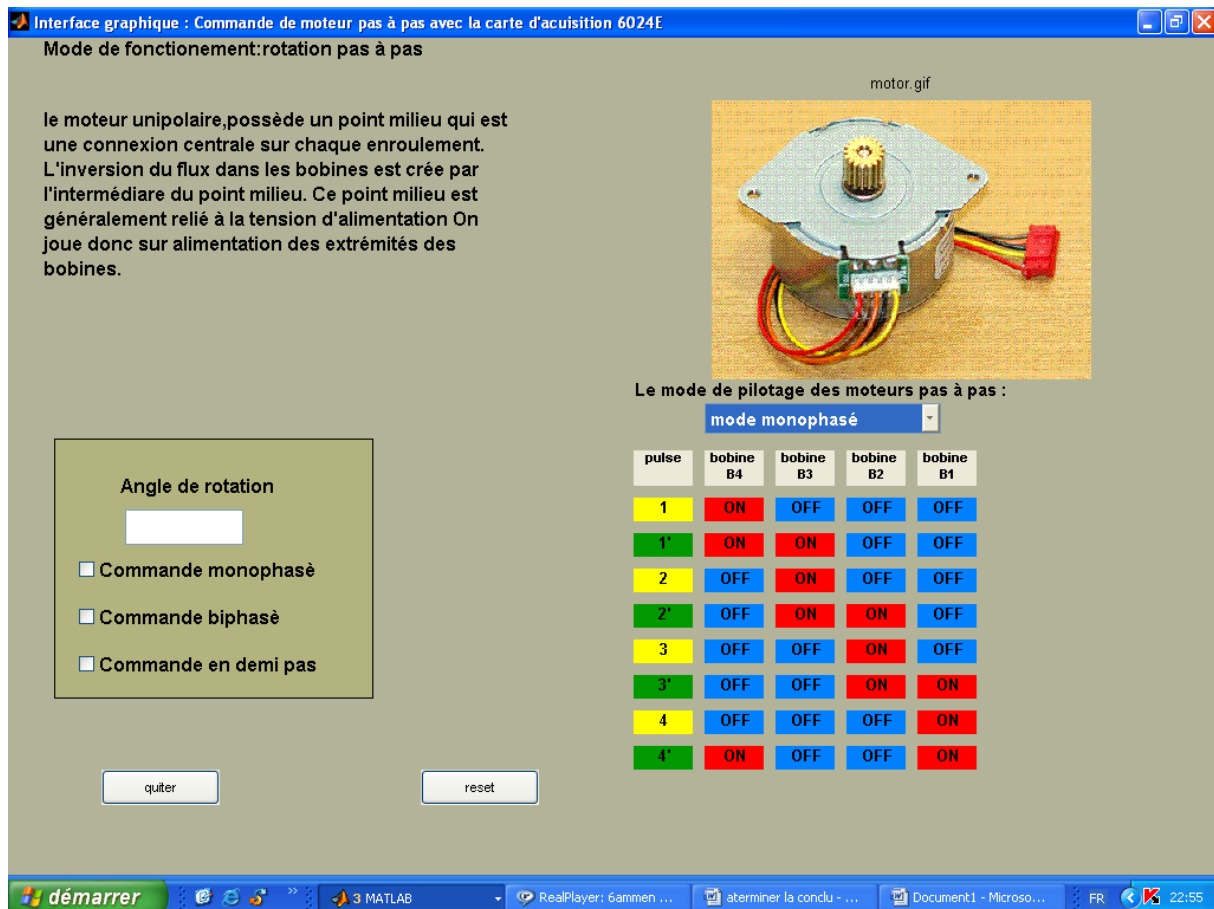 Interface graphique : Commande de moteur pas à pas avec la carte d'acuisition 6024E
Mode de fonctionement:rotation pas à pas
motor.gif
le moteur unipolaire,possède un point milieu qui est
une connexion centrale sur chaque enroulement.
L'inversion du flux dans les bobines est crée par
l'intermédiare du point milieu. Ce point milieu est
généralement relié à la tension d'alimentation On
joue donc sur alimentation des extrémités des
bobines.
Le mode de pilotage des moteurs pas à pas :
mode monophasé
pulse bobine B4 bobine B3 bobine B2 bobine B1
1 ON OFF OFF OFF
1' ON ON OFF OFF
2 OFF ON OFF OFF
2' OFF ON ON OFF
3 OFF OFF ON OFF
3' OFF OFF ON ON
4 OFF OFF OFF ON
4' ON OFF OFF ON
Angle de rotation
Commande monophasè
Commande biphasè
Commande en demi pas
quiter
reset
démarrer
3 MATLAB
RealPlayer: 6ammen ...
aterminer la conclu - ...
Document1 - Microso...
FR
22:55